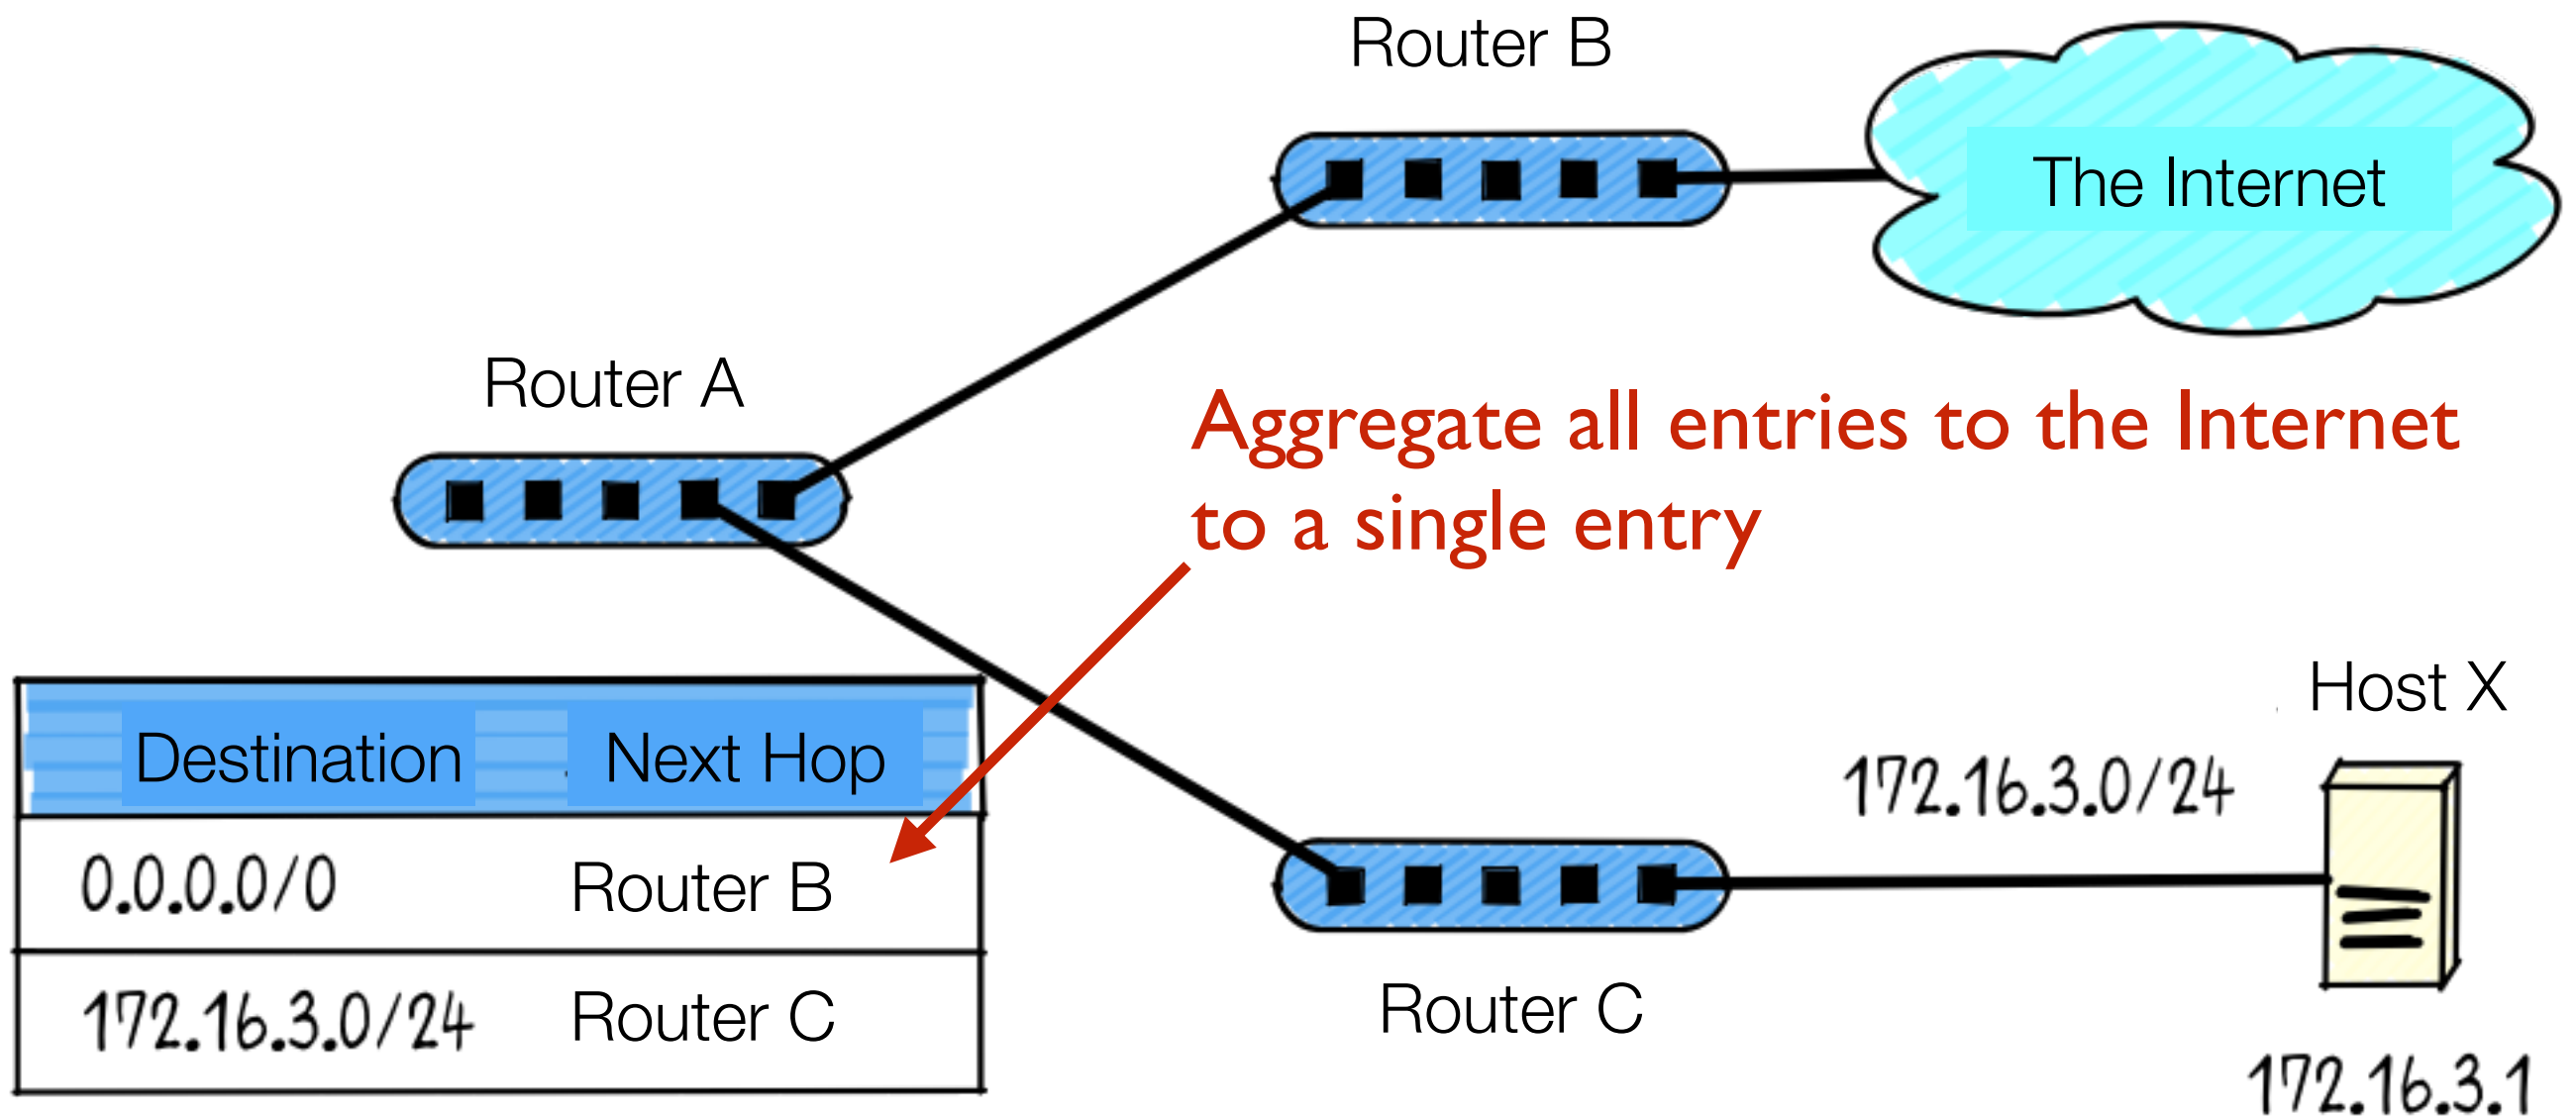 Router B
The Internet
Router A
Aggregate all entries to the Internet
to a single entry
Destination Next Hop
0.0.0.0/0 Router B
172.16.3.0/24 Router C
Host X
172.16.3.0/24
Router C
172.16.3.1